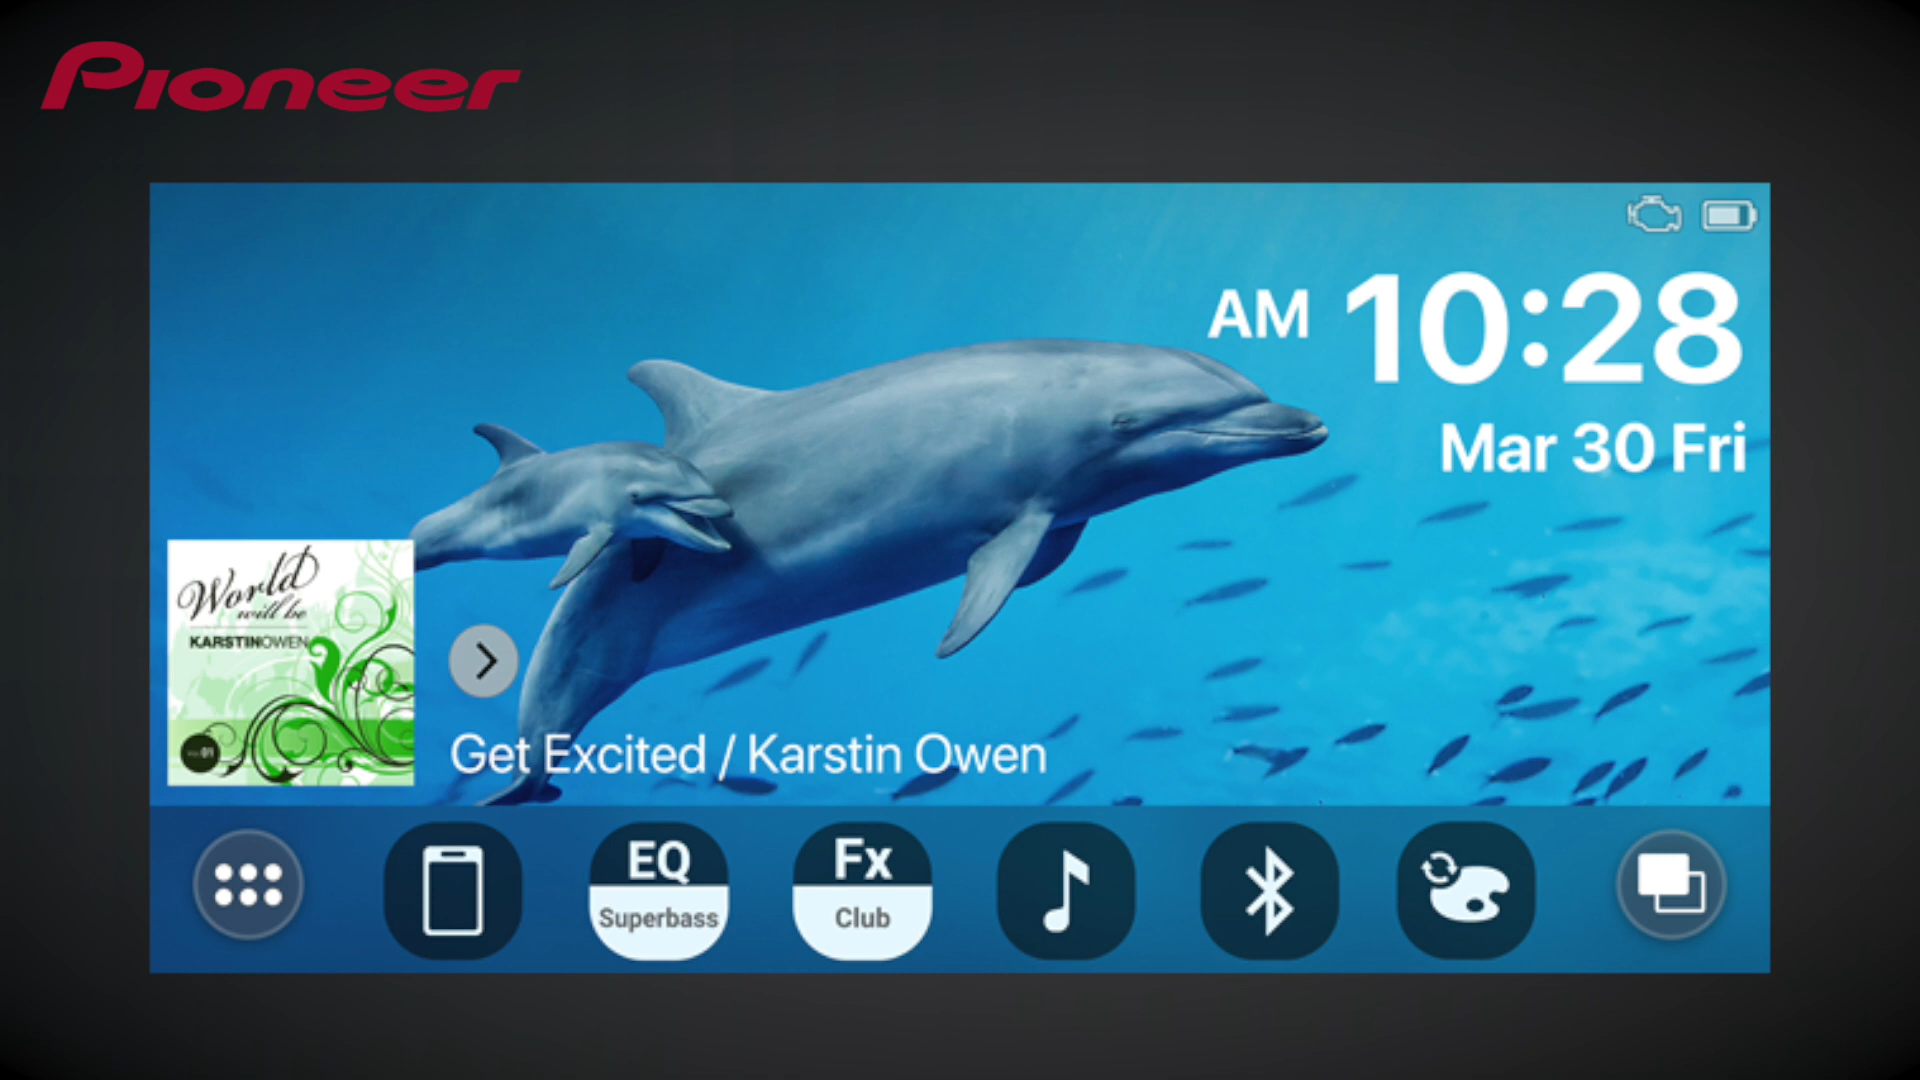 Pioneer
AM 10:28
Mar 30 Fri
World
will be
KARSTINOWEN
01
Get Excited / Karstin Owen
EQ
Superbass
Fx
Club